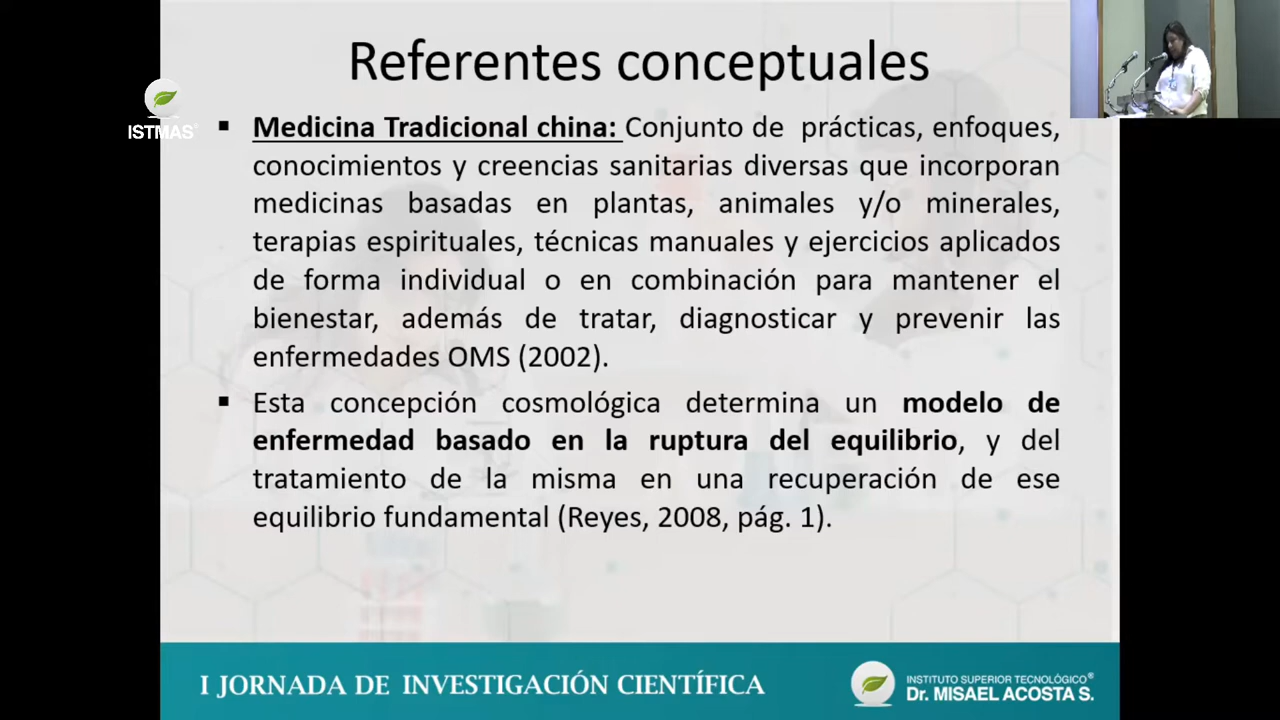 Referentes conceptuales
ISTMAS®
▪ Medicina Tradicional china: Conjunto de prácticas, enfoques,
conocimientos y creencias sanitarias diversas que incorporan
medicinas basadas en plantas, animales y/o minerales,
terapias espirituales, técnicas manuales y ejercicios aplicados
de forma individual o en combinación para mantener el
bienestar, además de tratar, diagnosticar y prevenir las
enfermedades OMS (2002).
▪ Esta concepción cosmológica determina un modelo de
enfermedad basado en la ruptura del equilibrio, y del
tratamiento de la misma en una recuperación de ese
equilibrio fundamental (Reyes, 2008, pág. 1).
I JORNADA DE INVESTIGACIÓN CIENTÍFICA
INSTITUTO SUPERIOR TECNOLÓGICO®
Dr. MISAEL ACOSTA S.